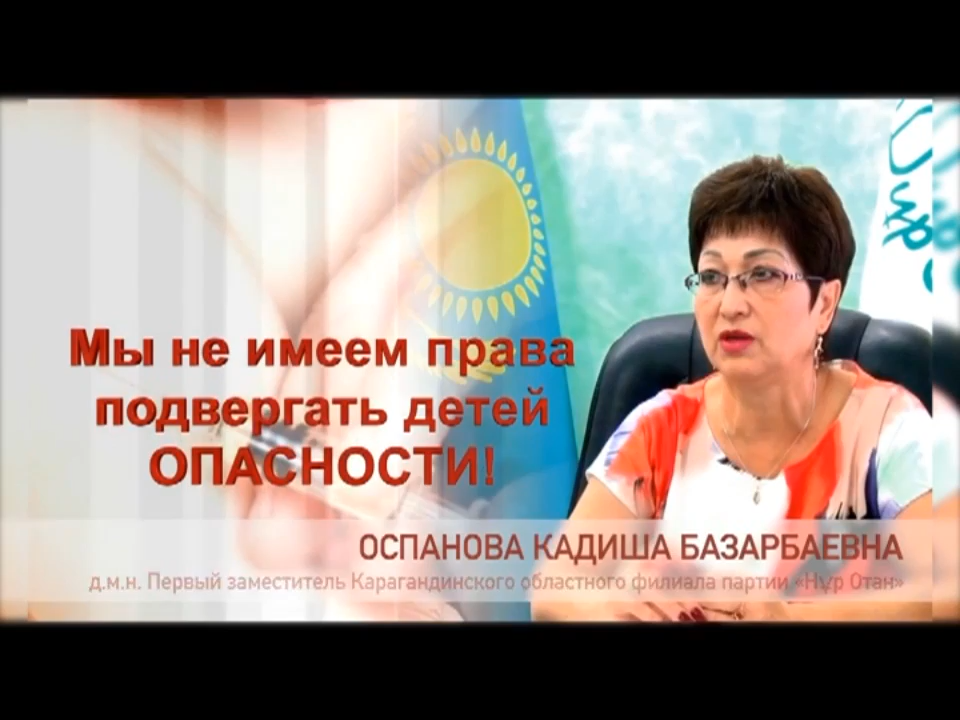 Мы не имеем права
подвергать детей
ОПАСНОСТИ!
ОСПАНОВА КАДИША БАЗАРБАЕВНА
д.м.н. Первый заместитель Карагандинского областного филиала партии «Нұр Отан»